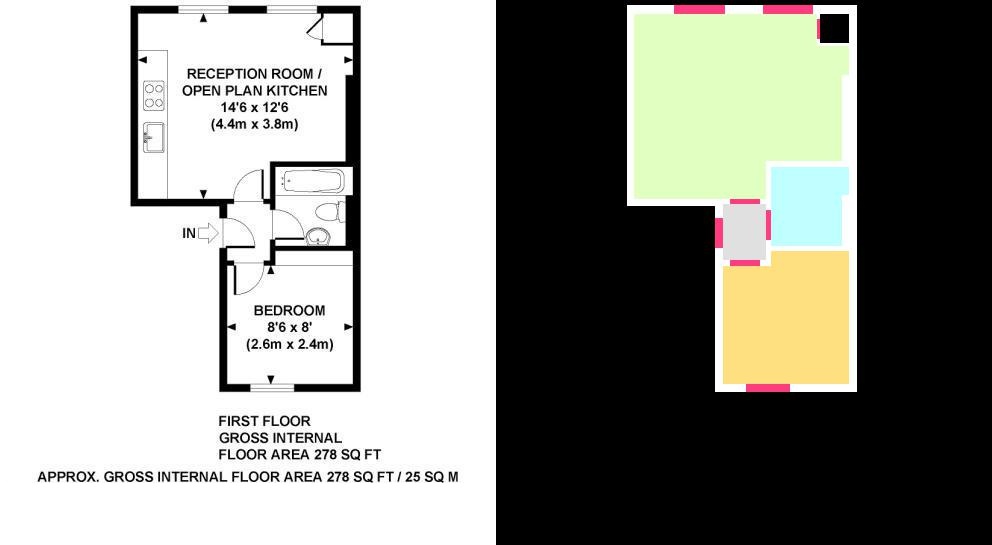 RECEPTION ROOM /
OPEN PLAN KITCHEN
14'6 x 12'6
(4.4m x 3.8m)
IN
BEDROOM
8'6 x 8'
(2.6m x 2.4m)
FIRST FLOOR
GROSS INTERNAL
FLOOR AREA 278 SQ FT
APPROX. GROSS INTERNAL FLOOR AREA 278 SQ FT / 25 SQ M